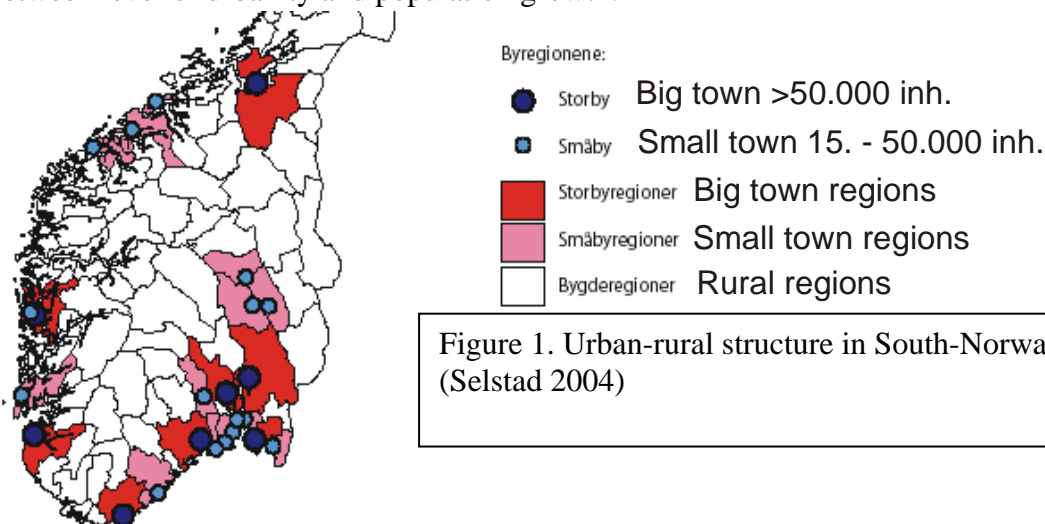 Byregionene:
Storby Big town >50.000 inh.
Småby Small town 15. - 50.000 inh.
Storbyregioner Big town regions
Småbyregioner Small town regions
Bygderegioner Rural regions
Figure 1. Urban-rural structure in South-Norwa
(Selstad 2004)